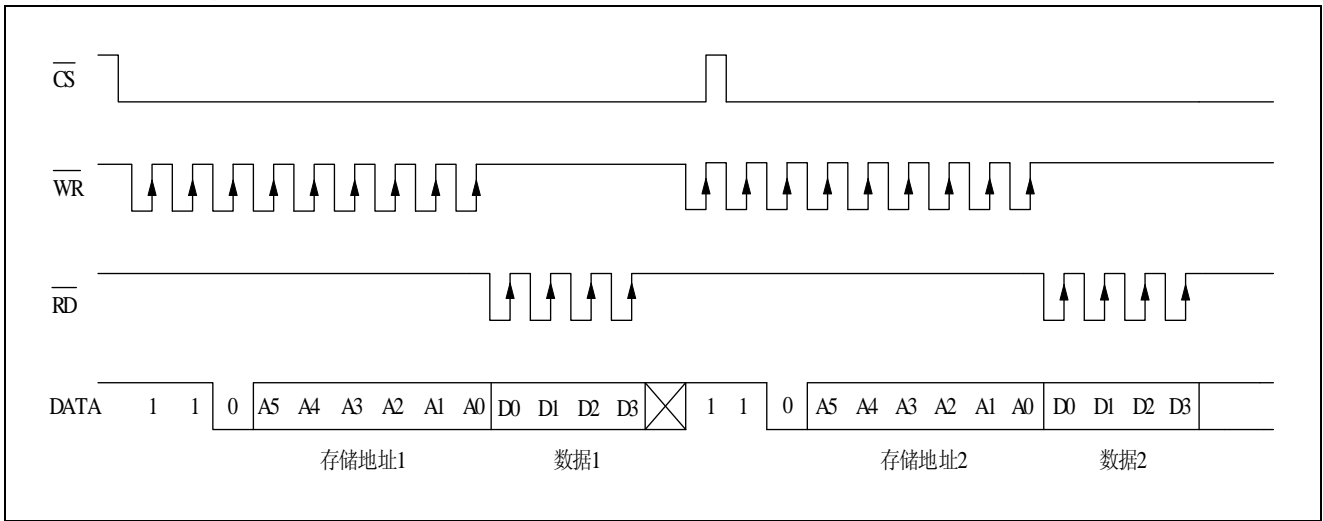 CS
WR
RD
DATA 1 1 0 A5 A4 A3 A2 A1 A0 D0 D1 D2 D3 1 1 0 A5 A4 A3 A2 A1 A0 D0 D1 D2 D3
存储地址1 数据1 存储地址2 数据2